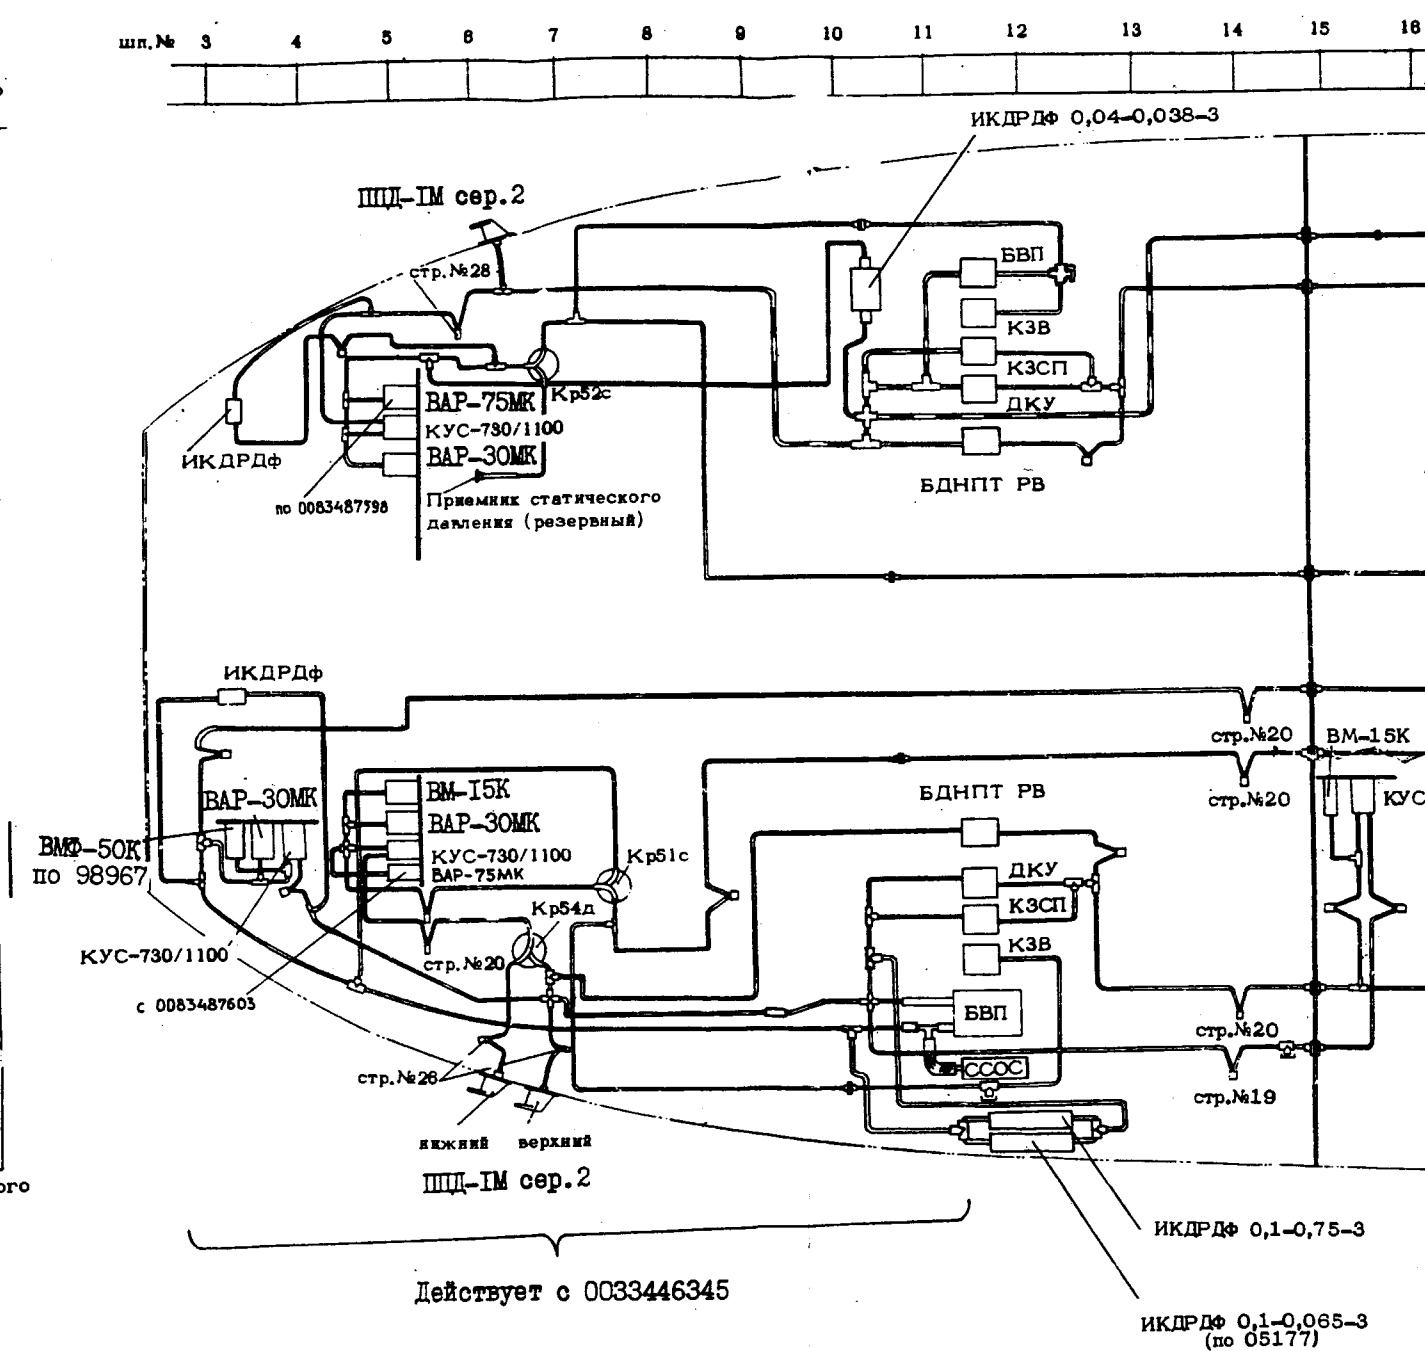 шп.№ 3 4 5 6 7 8 9 10 11 12 13 14 15 16
ИКДРДФ 0,04-0,038-3
ППД-IM сер.2
стр.№28
БВП
КЗВ
КЗСП
ДКУ
Кр52с
ВАР-75МК
КУС-730/1100
ВАР-30МК
ИКДРДф
по 0083487598
Приемник статического
давления (резервный)
БДНПТ РВ
ИКДРДф
стр.№20
ВМ-15К
ВАР-30МК
ВМ-I5К
ВАР-30МК
КУС-730/1100
ВАР-75МК
БДНПТ РВ
стр.№20
КУС
ВМФ-50К
по 98967
Кр51с
ДКУ
КЗСП
Кр54д
КЗВ
КУС-730/1100
стр.№20
с 0083487603
БВП
стр.№20
ССОС
стр.№26
стр.№19
нижний верхний
ППД-IM сер.2
ого
ИКДРДФ 0,1-0,75-3
Действует с 0033446345
ИКДРДФ 0,1-0,065-3
(по 05177)